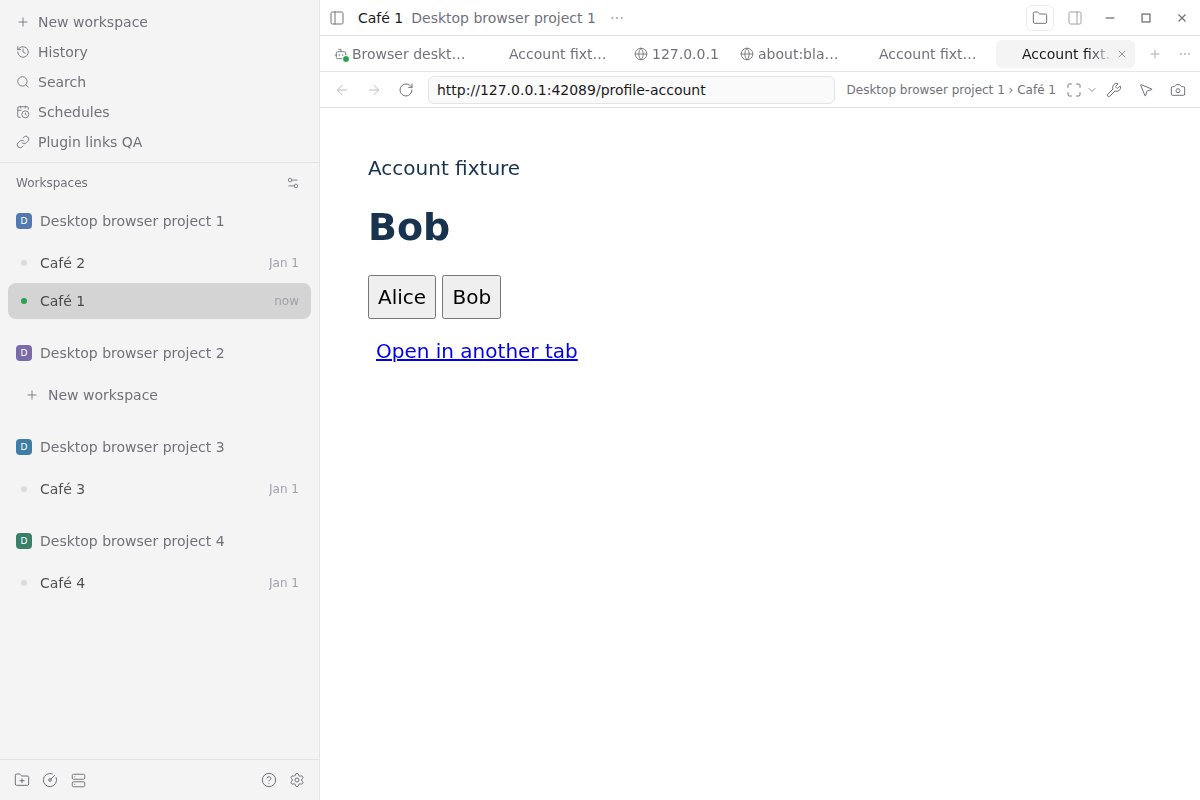 New workspace
History
Search
Schedules
Plugin links QA
Workspaces
D Desktop browser project 1
Café 2 Jan 1
Café 1 now
D Desktop browser project 2
New workspace
D Desktop browser project 3
Café 3 Jan 1
D Desktop browser project 4
Café 4 Jan 1
Café 1 Desktop browser project 1
Browser deskt… Account fixt… 127.0.0.1 about:bla… Account fixt… Account fixt.
http://127.0.0.1:42089/profile-account Desktop browser project 1 › Café 1
Account fixture
Bob
Alice Bob
Open in another tab